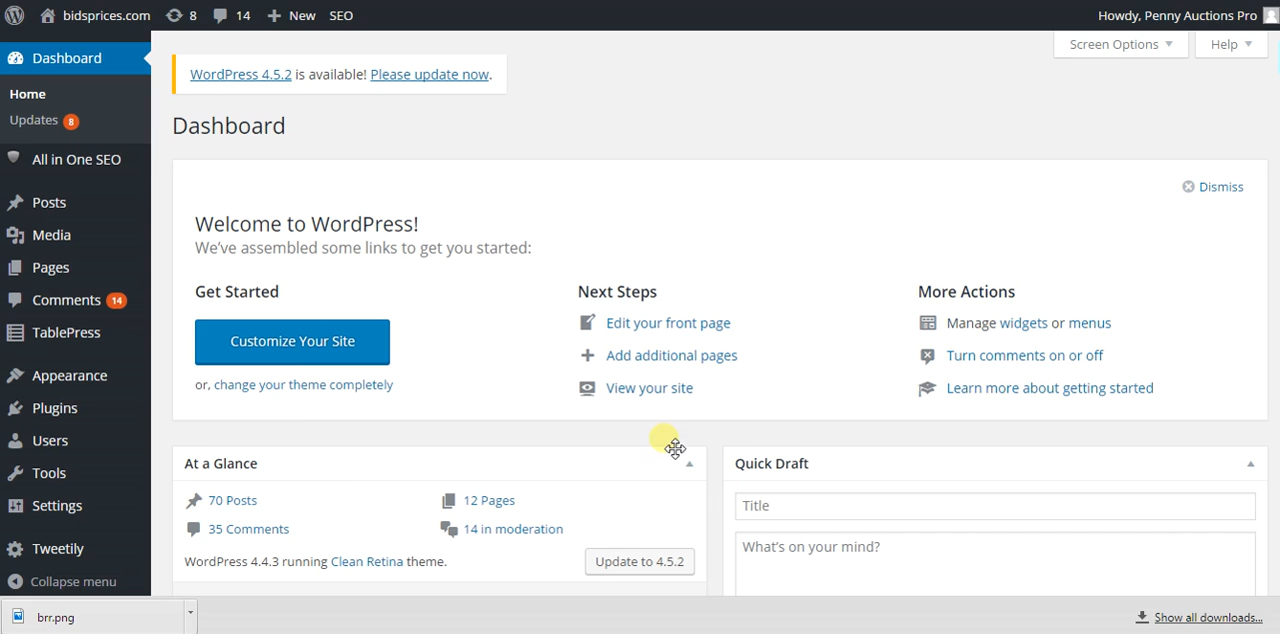 bidsprices.com 8 14 New SEO Howdy, Penny Auctions Pro
Dashboard
Home
Updates 8
All in One SEO
Posts
Media
Pages
Comments 14
TablePress
Appearance
Plugins
Users
Tools
Settings
Tweetily
Collapse menu
Screen Options Help
WordPress 4.5.2 is available! Please update now.
Dashboard
Dismiss
Welcome to WordPress!
We've assembled some links to get you started:
Get Started
Customize Your Site
or, change your theme completely
Next Steps
Edit your front page
Add additional pages
View your site
More Actions
Manage widgets or menus
Turn comments on or off
Learn more about getting started
At a Glance
70 Posts 12 Pages
35 Comments 14 in moderation
WordPress 4.4.3 running Clean Retina theme. Update to 4.5.2
Quick Draft
Title
What's on your mind?
brr.png Show all downloads...